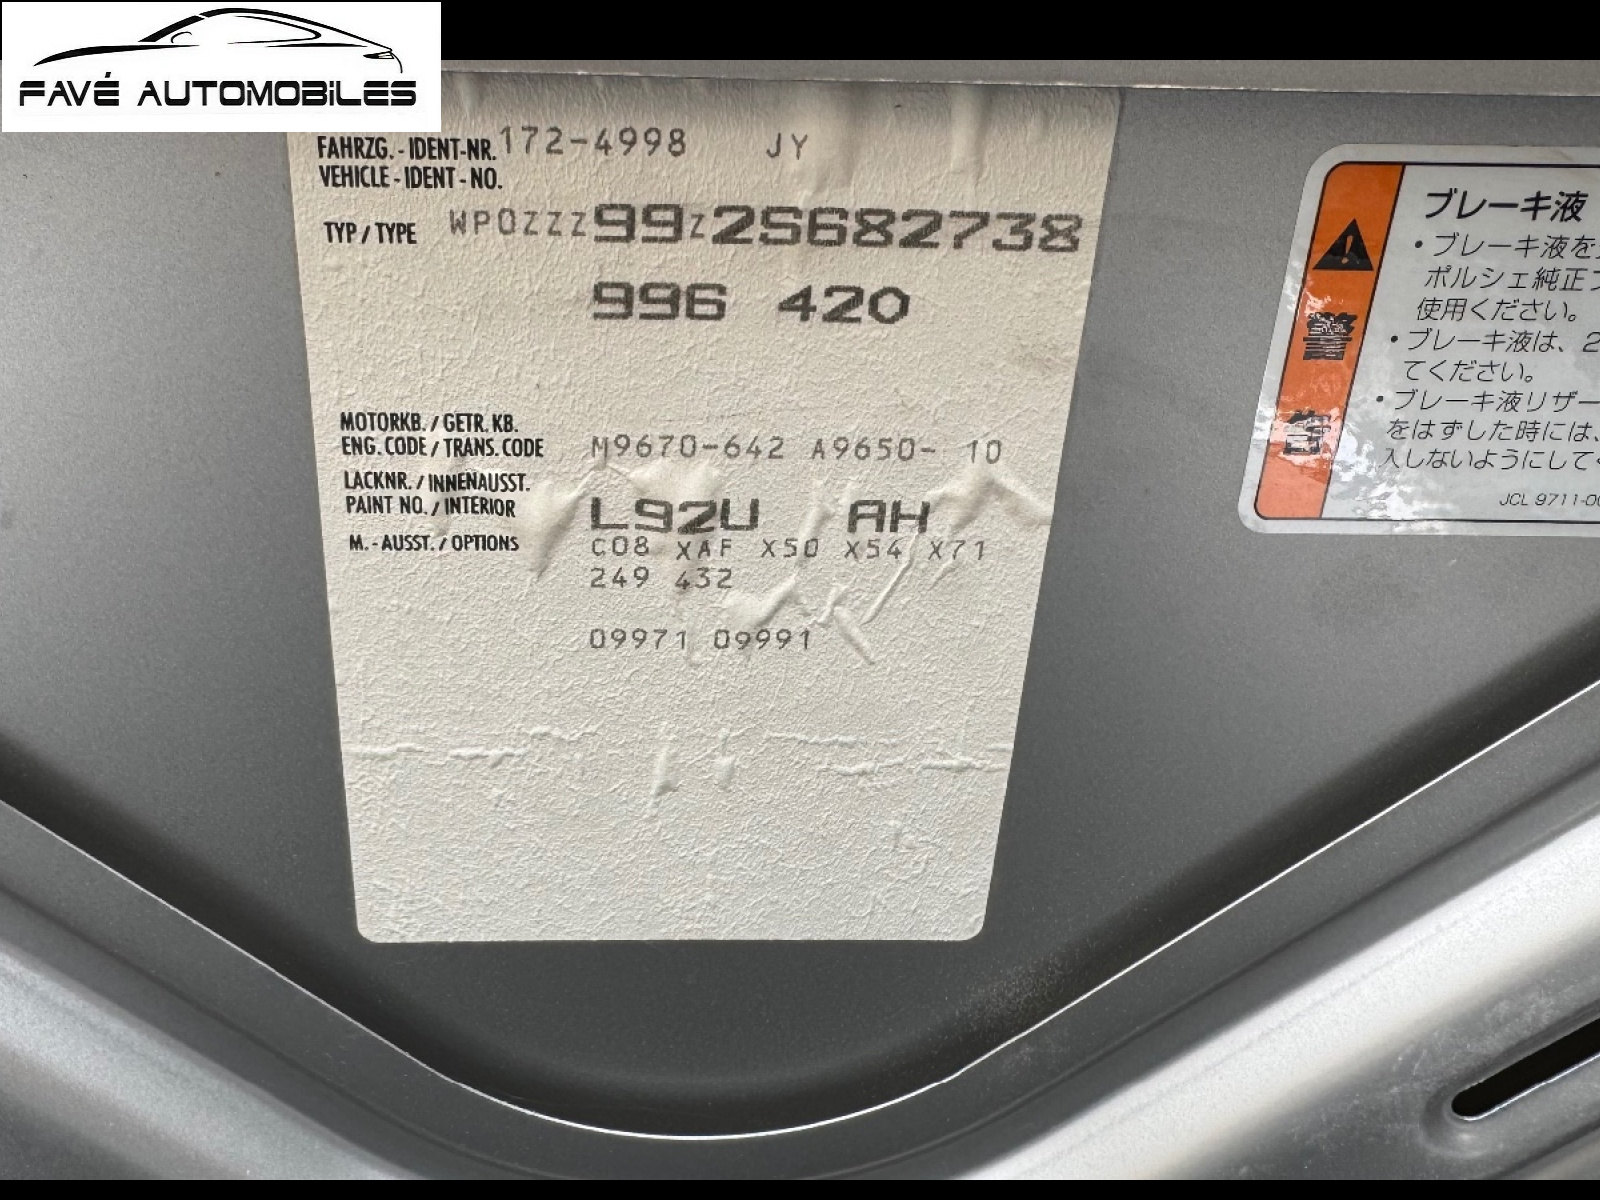 FAVÉ AUTOMOBILES
FAHRZG.-IDENT-NR. 172-4998 JY
VEHICLE-IDENT-NO.
TYP/TYPE WP0ZZZ99Z2S682738
996 420
MOTORKB./GETR.KB.
ENG.CODE/TRANS.CODE M9670-642 A9650- 10
LACKNR./INNENAUSST.
PAINT NO./INTERIOR L92U AH
M.-AUSST./OPTIONS C08 XAF X50 X54 X71
249 432
09971 09991
警告
ブレーキ液
・ブレーキ液を
ポルシェ純正ブ
使用ください。
・ブレーキ液は、2
てください。
・ブレーキ液リザー
をはずした時には、
入しないようにして
JCL 9711-00